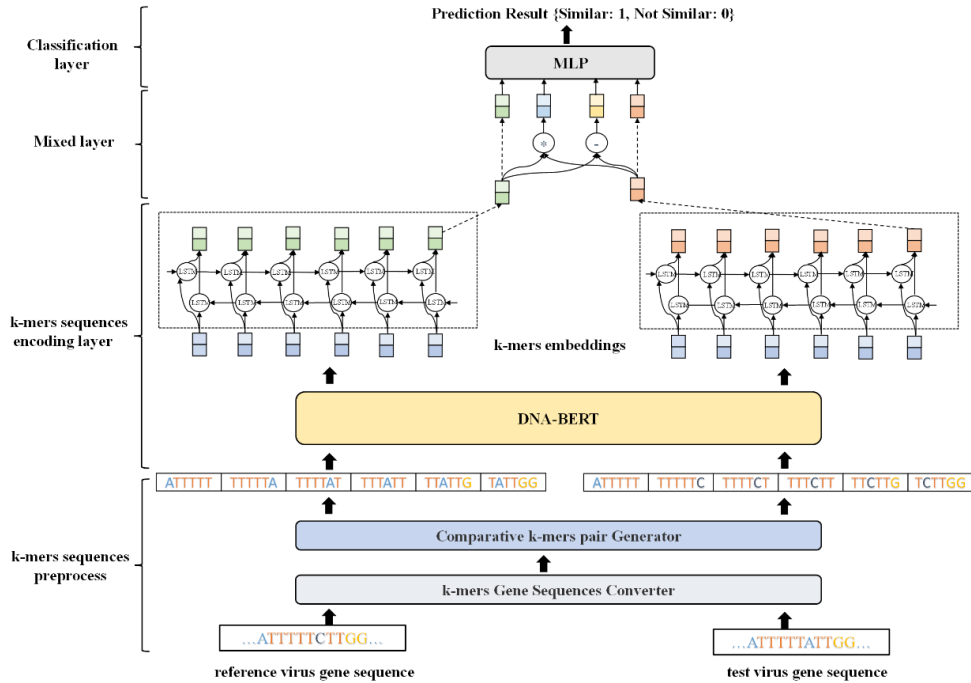 Prediction Result {Similar: 1, Not Similar: 0}
Classification layer
MLP
Mixed layer
* -
LSTM LSTM LSTM LSTM LSTM LSTM LSTM LSTM LSTM LSTM LSTM LSTM
LSTM LSTM LSTM LSTM LSTM LSTM LSTM LSTM LSTM LSTM LSTM LSTM
k-mers sequences encoding layer
k-mers embeddings
DNA-BERT
ATTTTT TTTTTA TTTTAT TTTATT TTATTG TATTGG ATTTTT TTTTTC TTTTCT TTTCTT TTCTTG TCTTGG
Comparative k-mers pair Generator
k-mers sequences preprocess
k-mers Gene Sequences Converter
...ATTTTTCTTGG... ...ATTTTTATTGG...
reference virus gene sequence test virus gene sequence